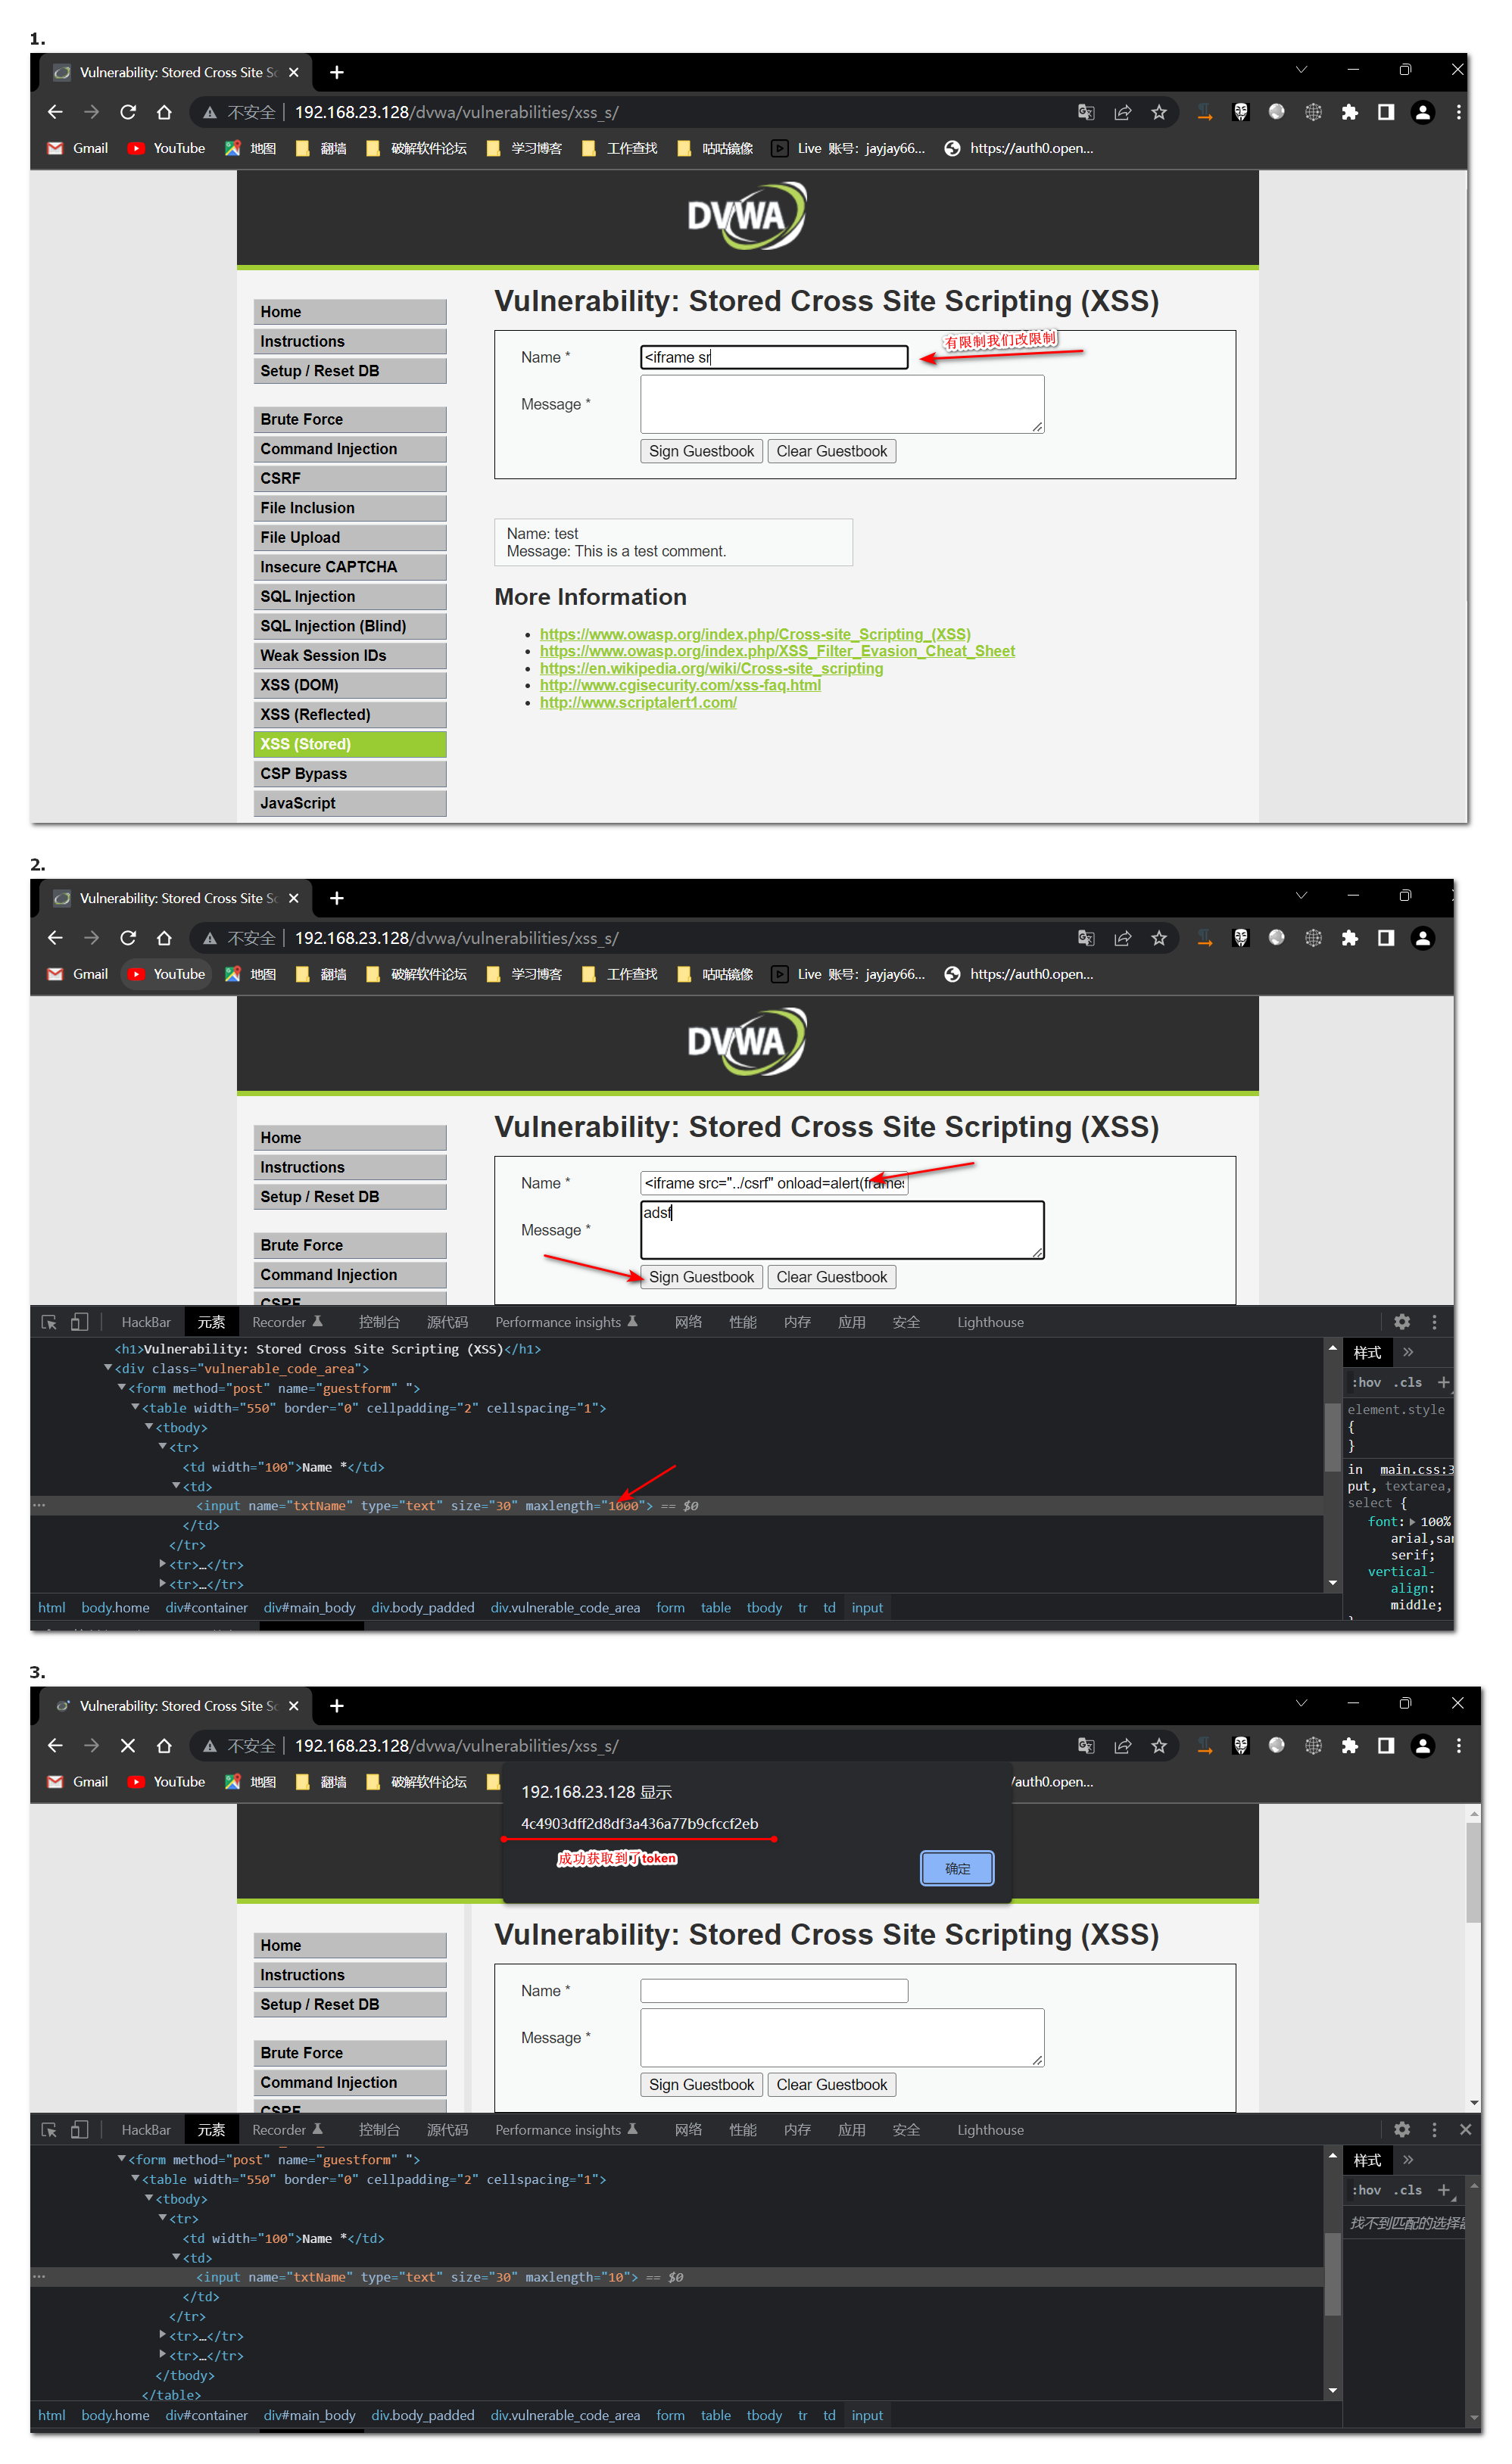 1.
Vulnerability: Stored Cross Site Sc
不安全 192.168.23.128/dvwa/vulnerabilities/xss_s/
Gmail YouTube 地图 翻墙 破解软件论坛 学习博客 工作查找 咕咕镜像 Live 账号：jayjay66... https://auth0.open...
DVWA
Vulnerability: Stored Cross Site Scripting (XSS)
Home
Instructions
Setup / Reset DB
Brute Force
Command Injection
CSRF
File Inclusion
File Upload
Insecure CAPTCHA
SQL Injection
SQL Injection (Blind)
Weak Session IDs
XSS (DOM)
XSS (Reflected)
XSS (Stored)
CSP Bypass
JavaScript
Name * <iframe sr
有限制我们改限制
Message *
Sign Guestbook Clear Guestbook
Name: test
Message: This is a test comment.
More Information
https://www.owasp.org/index.php/Cross-site_Scripting_(XSS)
https://www.owasp.org/index.php/XSS_Filter_Evasion_Cheat_Sheet
https://en.wikipedia.org/wiki/Cross-site_scripting
http://www.cgisecurity.com/xss-faq.html
http://www.scriptalert1.com/
2.
Vulnerability: Stored Cross Site Sc
不安全 192.168.23.128/dvwa/vulnerabilities/xss_s/
Gmail YouTube 地图 翻墙 破解软件论坛 学习博客 工作查找 咕咕镜像 Live 账号：jayjay66... https://auth0.open...
DVWA
Vulnerability: Stored Cross Site Scripting (XSS)
Home
Instructions
Setup / Reset DB
Brute Force
Command Injection
CSRF
Name * <iframe src="../csrf" onload=alert(frames
Message * adsf
Sign Guestbook Clear Guestbook
HackBar 元素 Recorder 控制台 源代码 Performance insights 网络 性能 内存 应用 安全 Lighthouse
<h1>Vulnerability: Stored Cross Site Scripting (XSS)</h1>
<div class="vulnerable_code_area">
<form method="post" name="guestform" ">
<table width="550" border="0" cellpadding="2" cellspacing="1">
<tbody>
<tr>
<td width="100">Name *</td>
<td>
<input name="txtName" type="text" size="30" maxlength="1000"> == $0
</td>
</tr>
<tr>…</tr>
<tr>…</tr>
样式 »
:hov .cls +
element.style
{
}
in main.css:3
put, textarea,
select {
font: 100%
arial,san
serif;
vertical-
align:
middle;
html body.home div#container div#main_body div.body_padded div.vulnerable_code_area form table tbody tr td input
3.
Vulnerability: Stored Cross Site Sc
不安全 192.168.23.128/dvwa/vulnerabilities/xss_s/
Gmail YouTube 地图 翻墙 破解软件论坛 /auth0.open...
192.168.23.128 显示
4c4903dff2d8df3a436a77b9cfccf2eb
成功获取到了token
确定
Vulnerability: Stored Cross Site Scripting (XSS)
Home
Instructions
Setup / Reset DB
Brute Force
Command Injection
CSRF
Name *
Message *
Sign Guestbook Clear Guestbook
HackBar 元素 Recorder 控制台 源代码 Performance insights 网络 性能 内存 应用 安全 Lighthouse
<form method="post" name="guestform" ">
<table width="550" border="0" cellpadding="2" cellspacing="1">
<tbody>
<tr>
<td width="100">Name *</td>
<td>
<input name="txtName" type="text" size="30" maxlength="10"> == $0
</td>
</tr>
<tr>…</tr>
<tr>…</tr>
</tbody>
</table>
样式 »
:hov .cls +
找不到匹配的选择器
html body.home div#container div#main_body div.body_padded div.vulnerable_code_area form table tbody tr td input